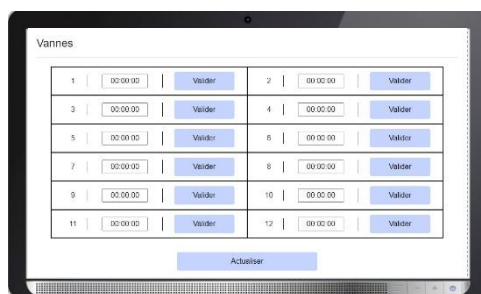 Vannes
1 00:00:00 Valider 2 00:00:00 Valider
3 00:00:00 Valider 4 00:00:00 Valider
5 00:00:00 Valider 6 00:00:00 Valider
7 00:00:00 Valider 8 00:00:00 Valider
9 00:00:00 Valider 10 00:00:00 Valider
11 00:00:00 Valider 12 00:00:00 Valider
Actualiser